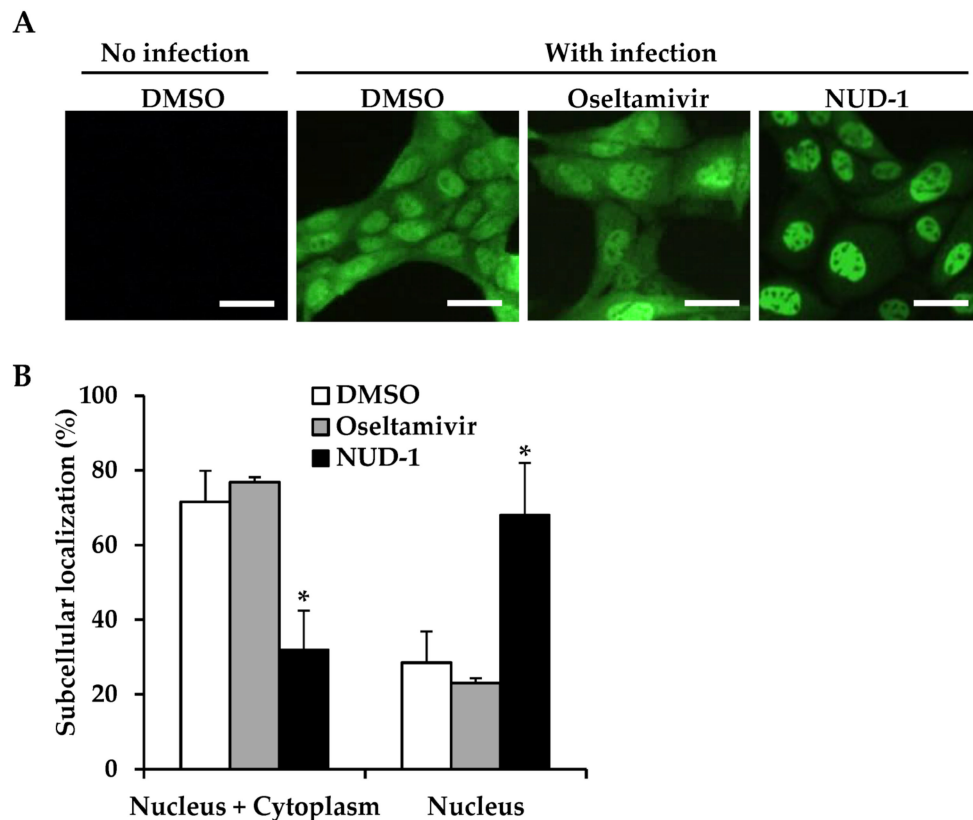 A
No infection With infection
DMSO DMSO Oseltamivir NUD-1
B
Subcellular localization (%)
100
80
60
40
20
0
DMSO
Oseltamivir
NUD-1
*
*
Nucleus + Cytoplasm Nucleus